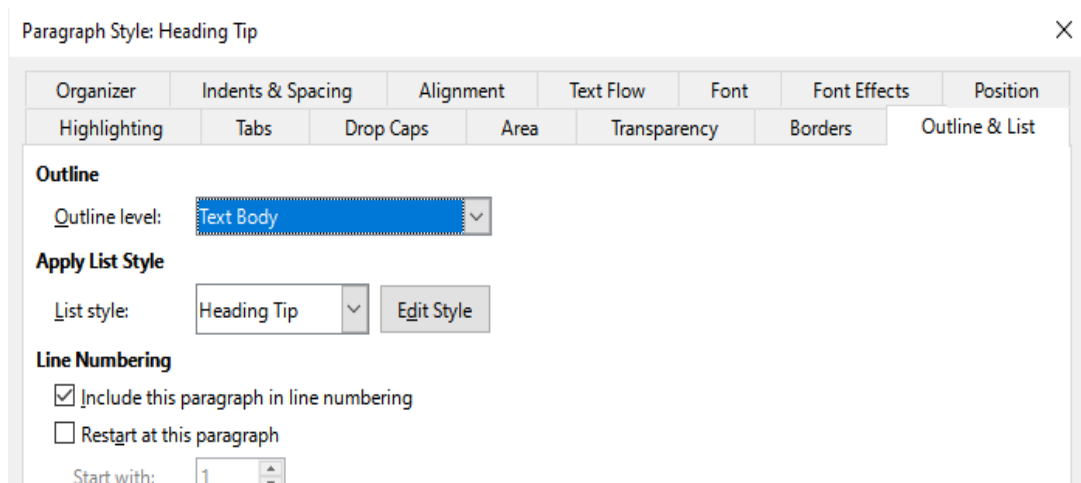 Paragraph Style: Heading Tip
Organizer Indents & Spacing Alignment Text Flow Font Font Effects Position
Highlighting Tabs Drop Caps Area Transparency Borders Outline & List
Outline
Outline level: Text Body
Apply List Style
List style: Heading Tip Edit Style
Line Numbering
Include this paragraph in line numbering
Restart at this paragraph
Start with: 1